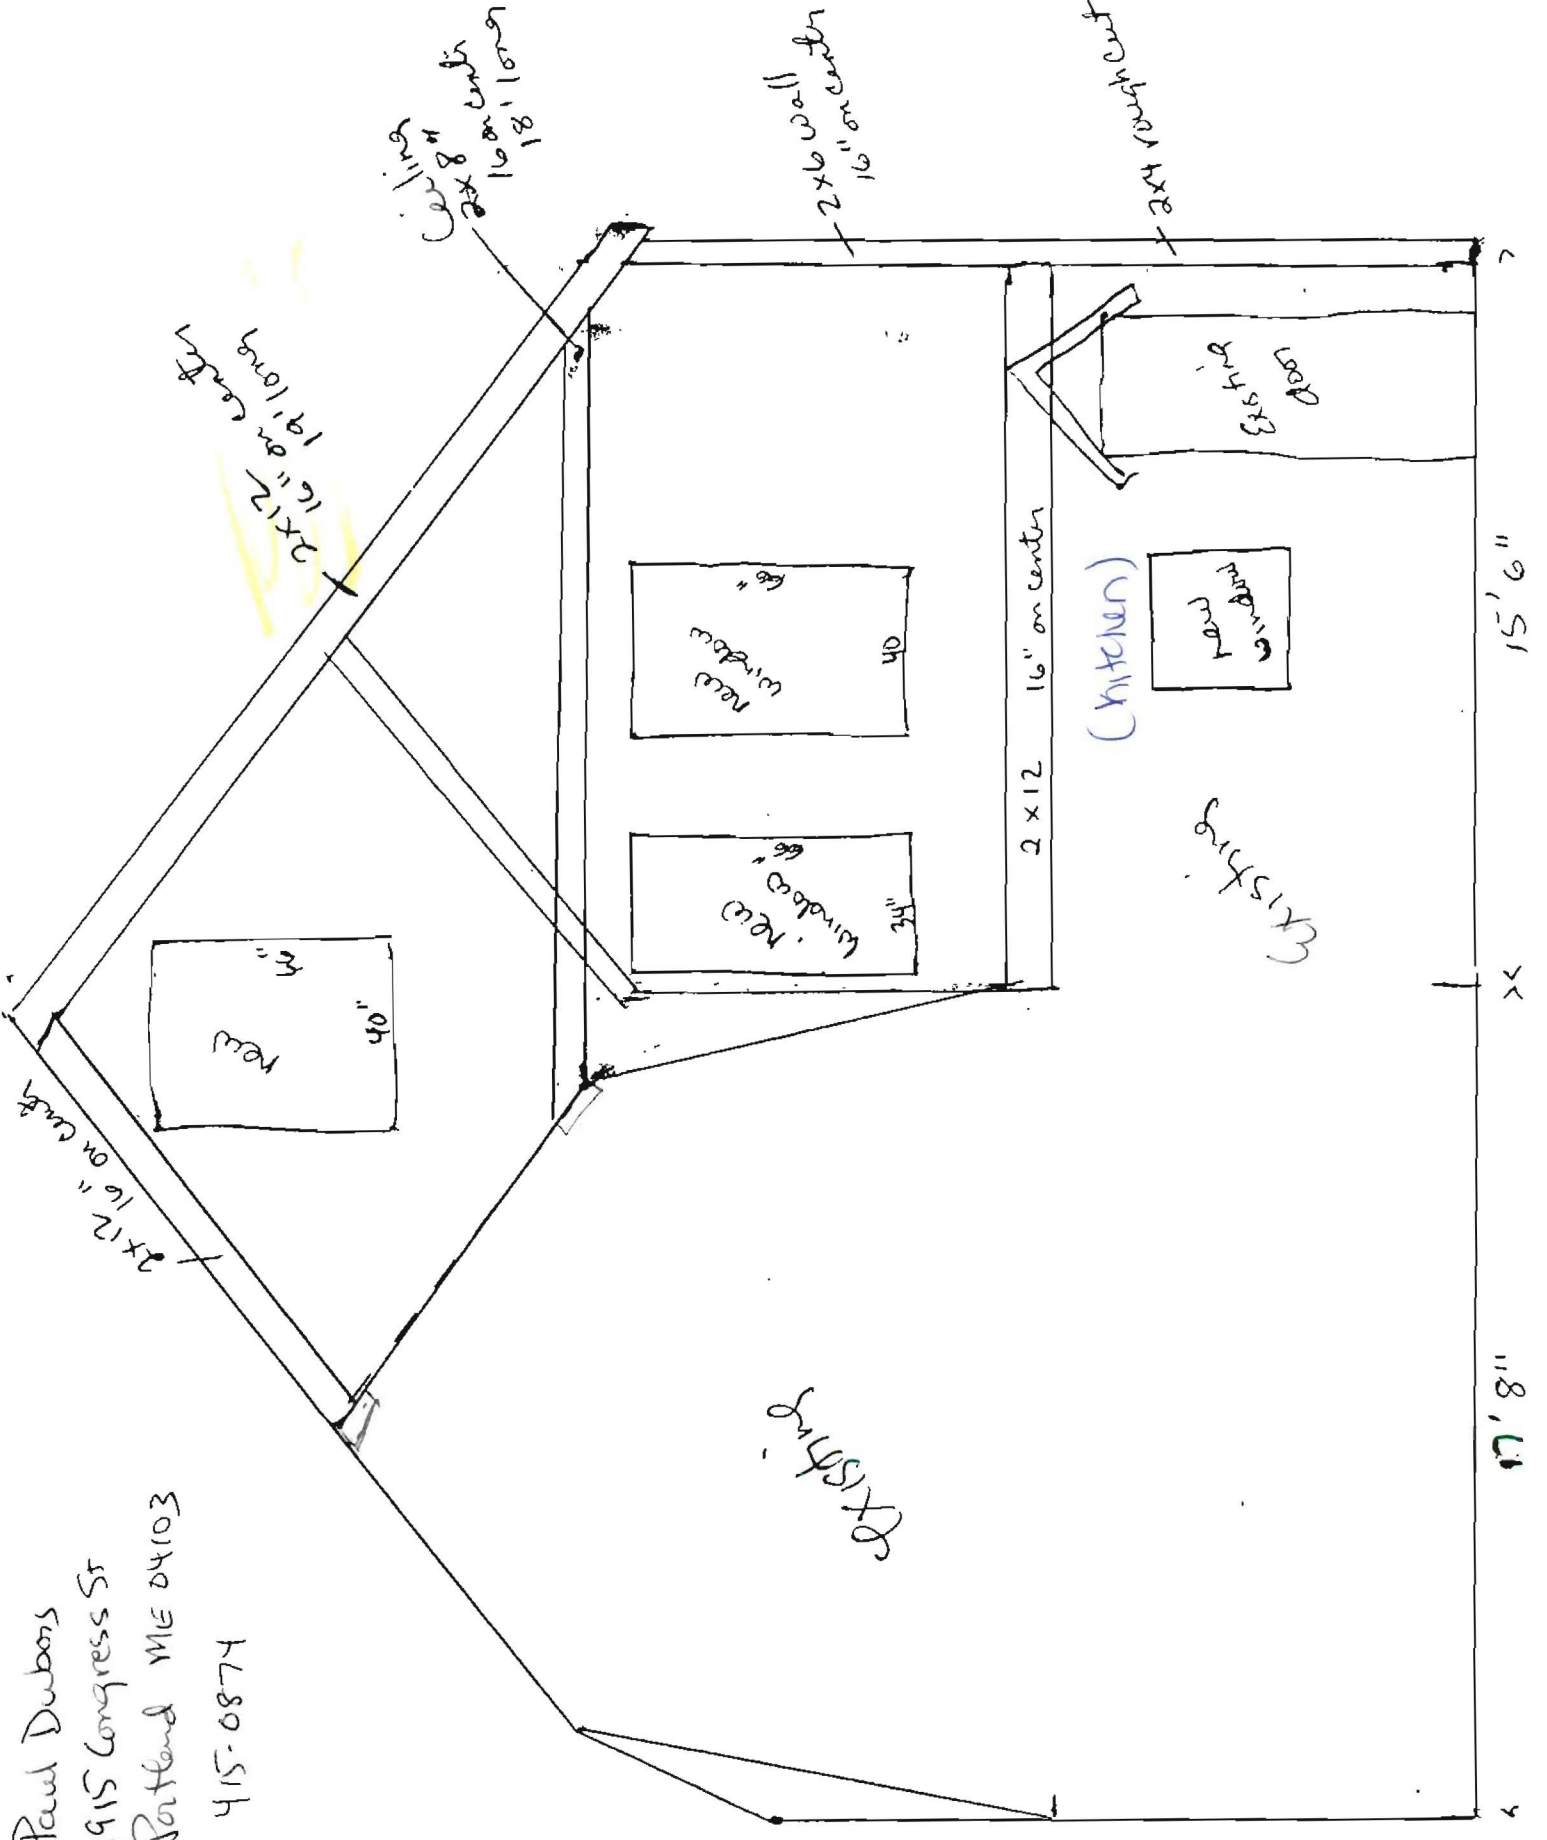 Paul Dubois
1915 Congress St
Portland ME 04103
415-0874
2x12 16" on center
2x12
16" on center
19' long
Ceiling
2x8"
16 on center
18' long
new
40"
new
window
66"
34"
new
window
66"
40
2x6 wall
16" on center
2x12 16" on center
2x4 rough cut
(Kitchen)
new
window
Existing
door
Existing
existing
17' 8"
15' 6"